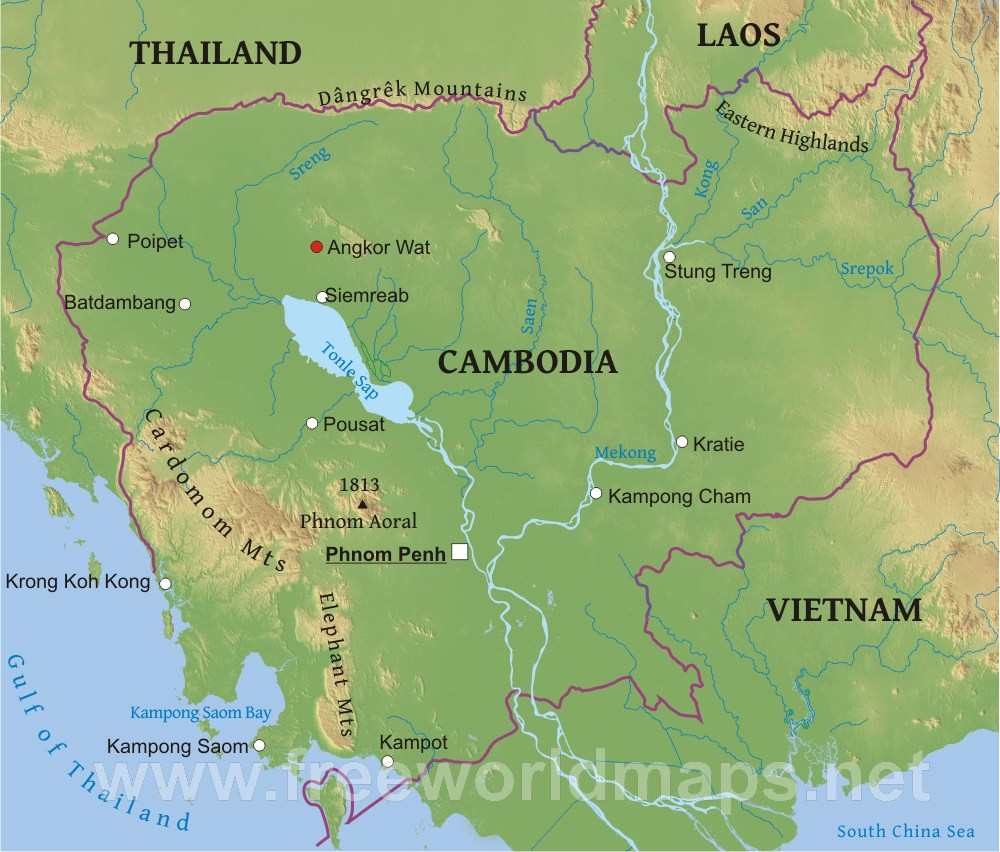 THAILAND
LAOS
Dângrêk Mountains
Eastern Highlands
Sreng
Kong
San
Poipet
Angkor Wat
Stung Treng
Srepok
Batdambang
Siemreab
Saen
Tonle Sap
CAMBODIA
Pousat
Cardomom Mts
Mekong
Kratie
1813
Phnom Aoral
Kampong Cham
Phnom Penh
Krong Koh Kong
Elephant Mts
VIETNAM
Gulf of Thailand
Kampong Saom Bay
Kampong Saom
Kampot
www.freeworldmaps.net
South China Sea